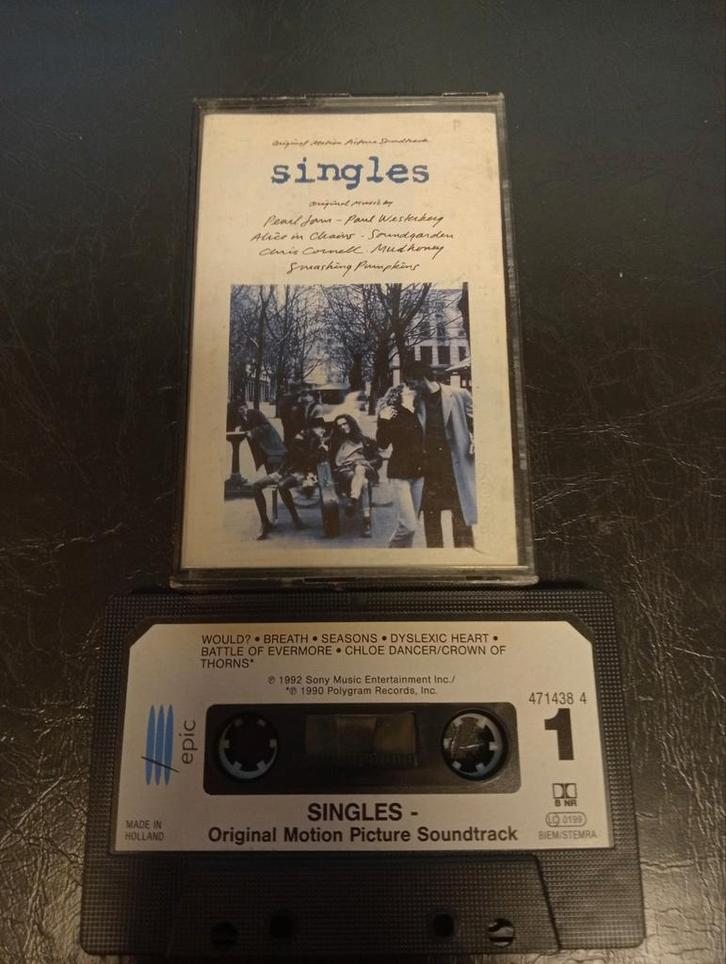 Original Motion Picture Soundtrack
singles
Original Music by
Pearl Jam - Paul Westerberg
Alice in Chains - Soundgarden
Chris Cornell - Mudhoney
Smashing Pumpkins
WOULD? • BREATH • SEASONS • DYSLEXIC HEART •
BATTLE OF EVERMORE • CHLOE DANCER/CROWN OF
THORNS*
℗ 1992 Sony Music Entertainment Inc./
*℗ 1990 Polygram Records, Inc.
471438 4
1
epic
B NR
LC 0199
BIEM/STEMRA
MADE IN
HOLLAND
SINGLES -
Original Motion Picture Soundtrack